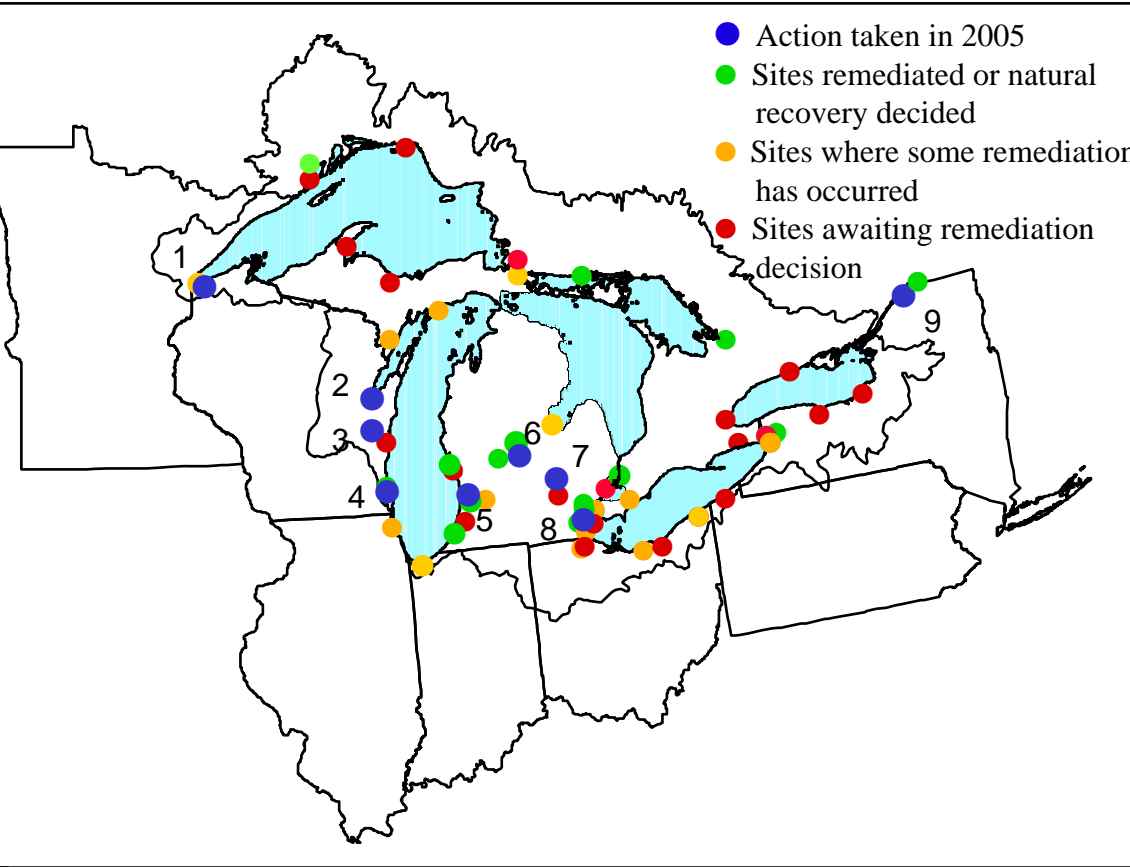 Action taken in 2005
Sites remediated or natural
recovery decided
Sites where some remediation
has occurred
Sites awaiting remediation
decision
1
9
2
6
3
7
4
5
8